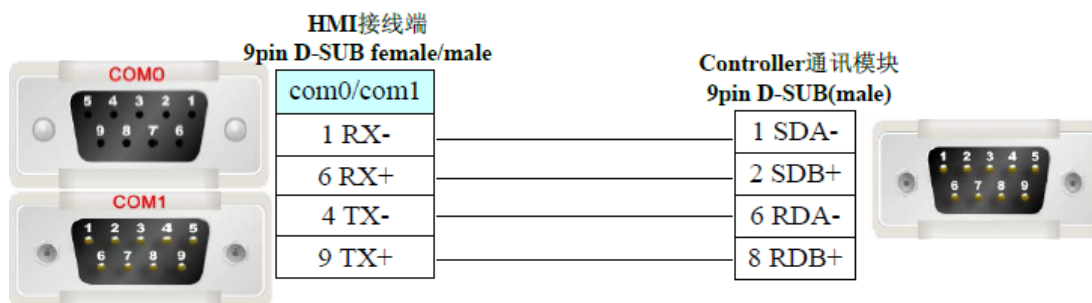 HMI接线端
9pin D-SUB female/male
COM0
5 4 3 2 1
9 8 7 6
COM1
1 2 3 4 5
6 7 8 9
com0/com1
1 RX-
6 RX+
4 TX-
9 TX+
Controller通讯模块
9pin D-SUB(male)
1 SDA-
2 SDB+
6 RDA-
8 RDB+
1 2 3 4 5
6 7 8 9